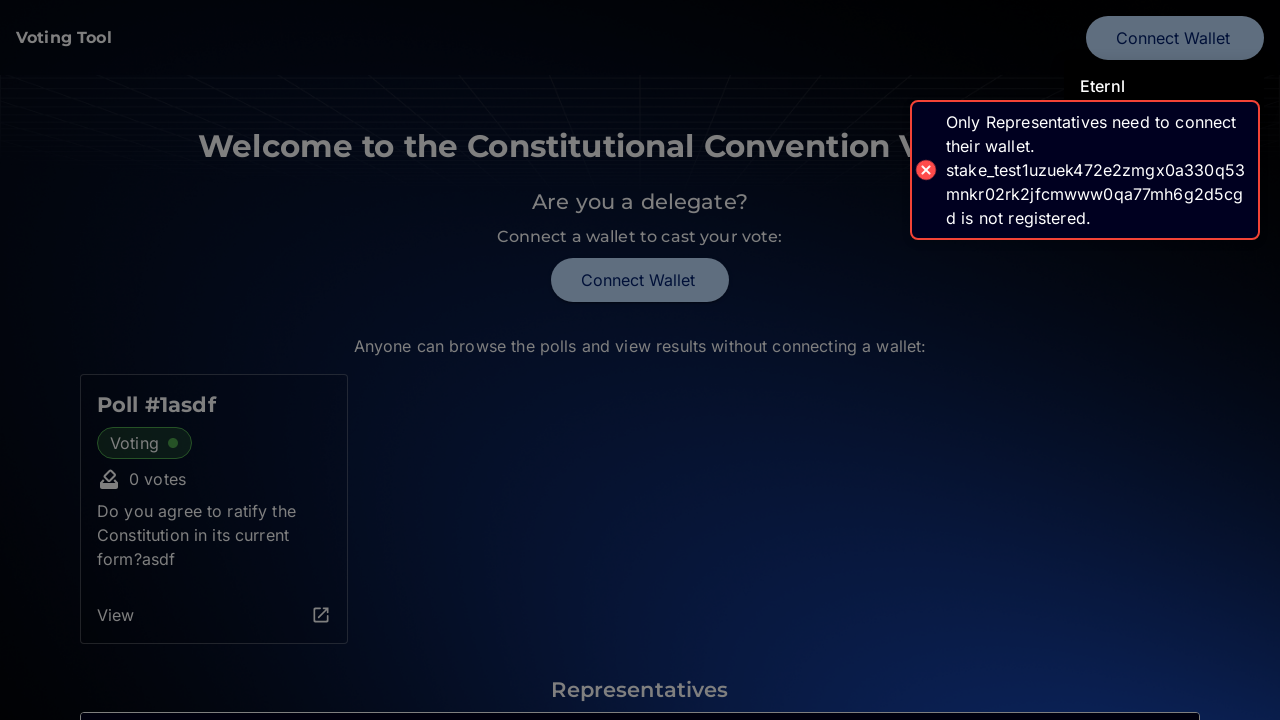 Voting Tool
Connect Wallet
Eternl
Only Representatives need to connect
their wallet.
stake_test1uzuek472e2zmgx0a330q53
mnkr02rk2jfcmwww0qa77mh6g2d5cg
d is not registered.
Welcome to the Constitutional Convention
Are you a delegate?
Connect a wallet to cast your vote:
Connect Wallet
Anyone can browse the polls and view results without connecting a wallet:
Poll #1asdf
Voting
0 votes
Do you agree to ratify the
Constitution in its current
form?asdf
View
Representatives